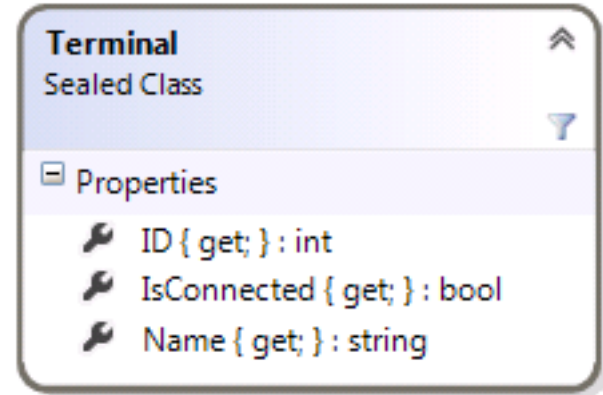 Terminal
Sealed Class
Properties
ID { get; } : int
IsConnected { get; } : bool
Name { get; } : string